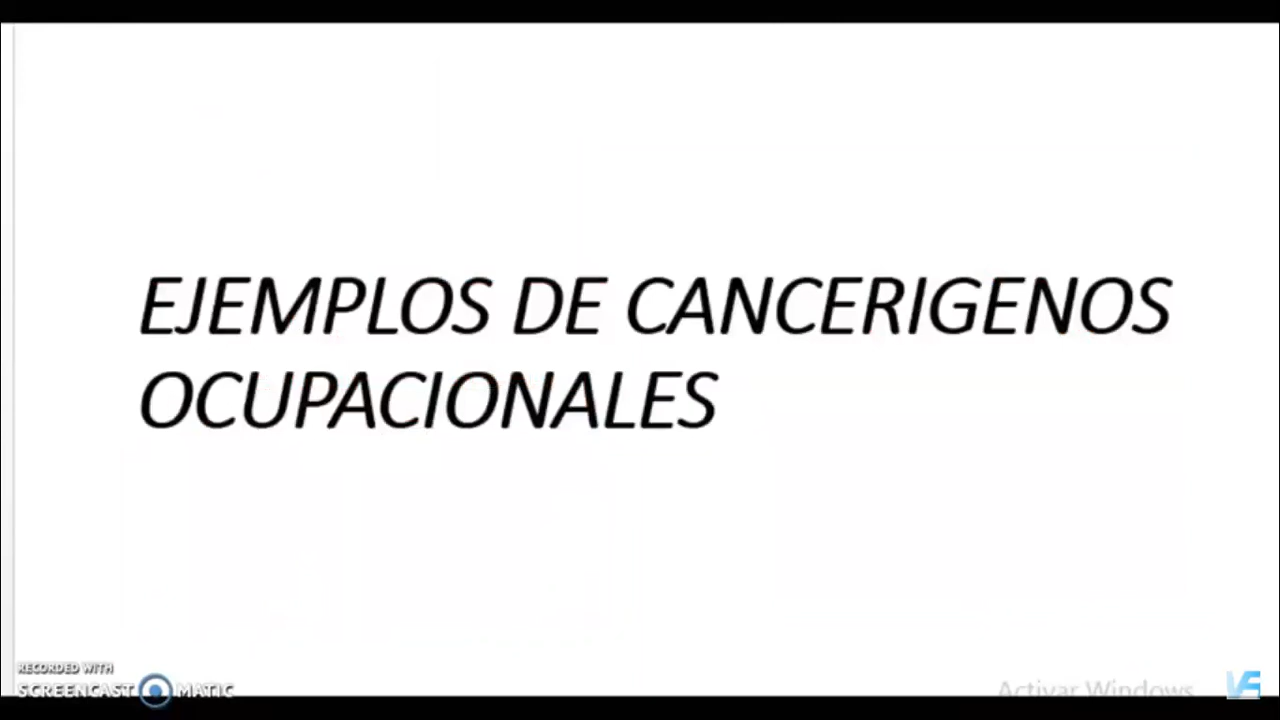 EJEMPLOS DE CANCERIGENOS
OCUPACIONALES
RECORDED WITH
SCREENCAST MATIC
Activar Windows